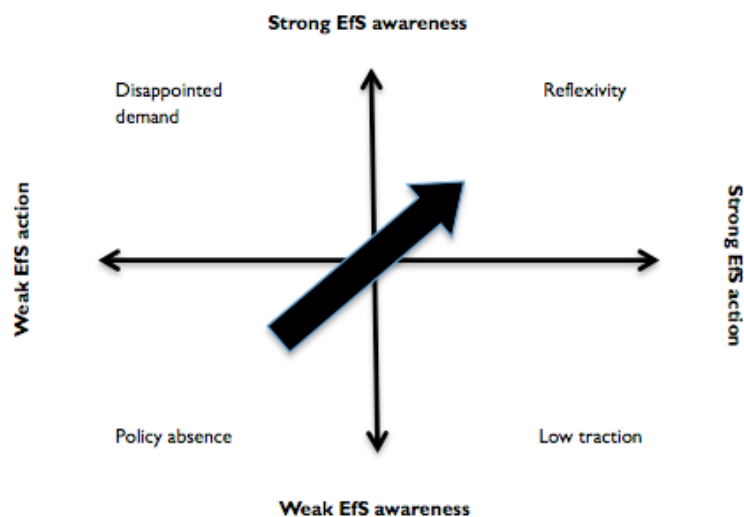 Strong EfS awareness
Disappointed
demand
Reflexivity
Weak EfS action
Strong EfS action
Policy absence
Low traction
Weak EfS awareness